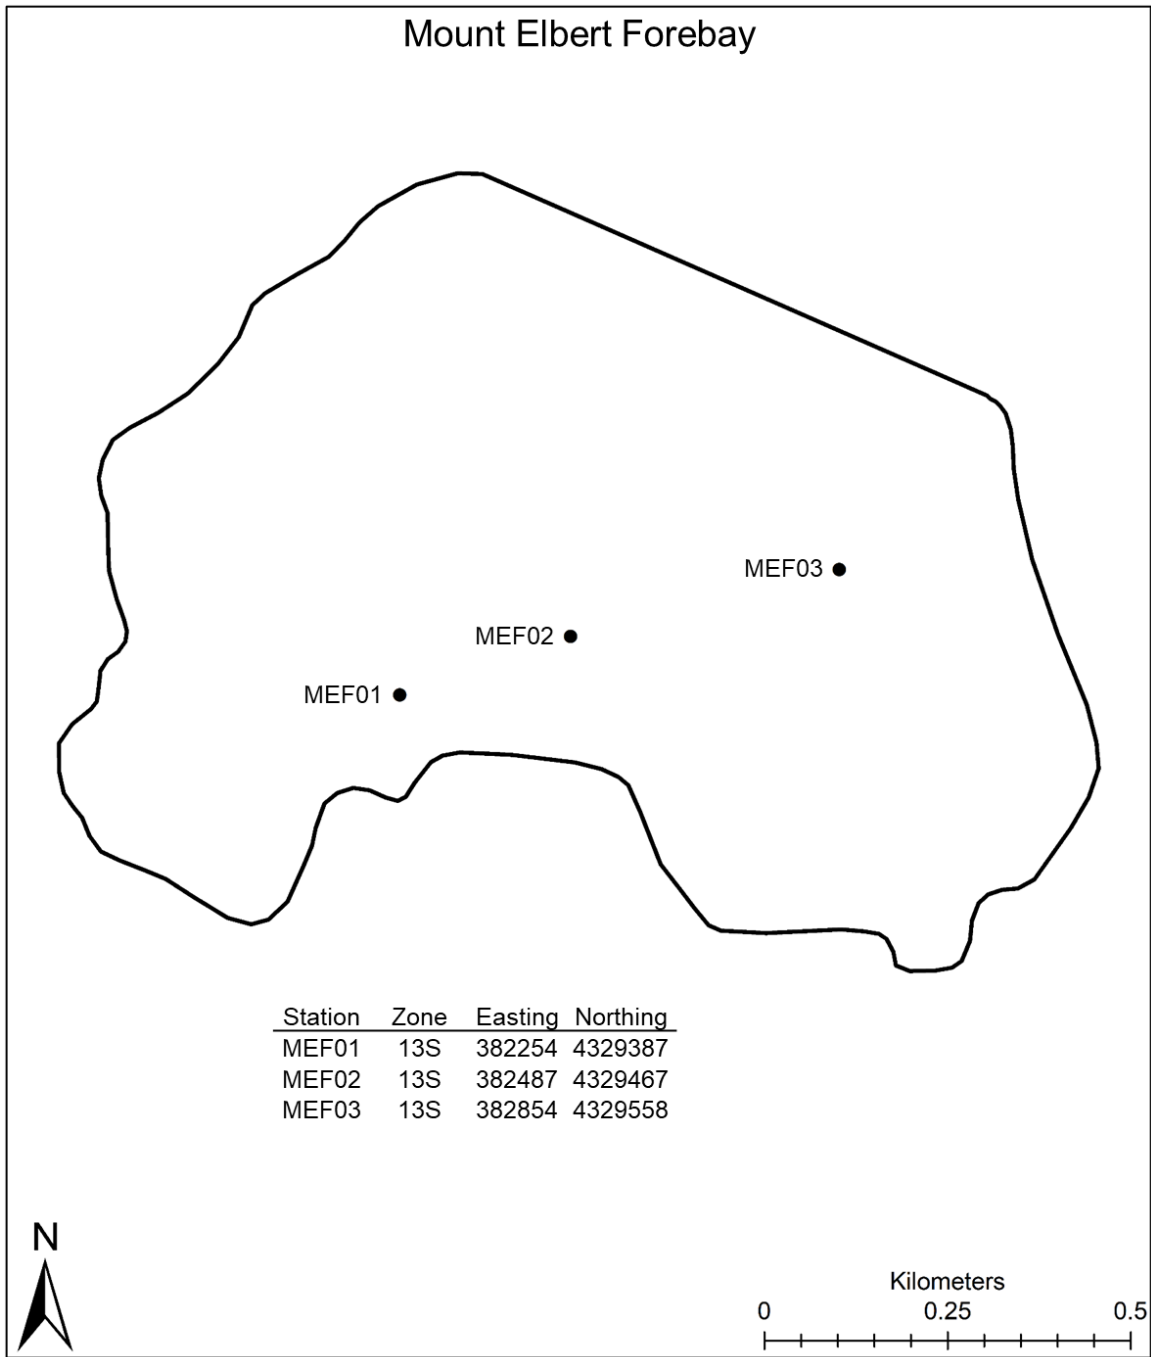 Mount Elbert Forebay
MEF03
MEF02
MEF01
Station Zone Easting Northing
MEF01 13S 382254 4329387
MEF02 13S 382487 4329467
MEF03 13S 382854 4329558
N
Kilometers
0 0.25 0.5